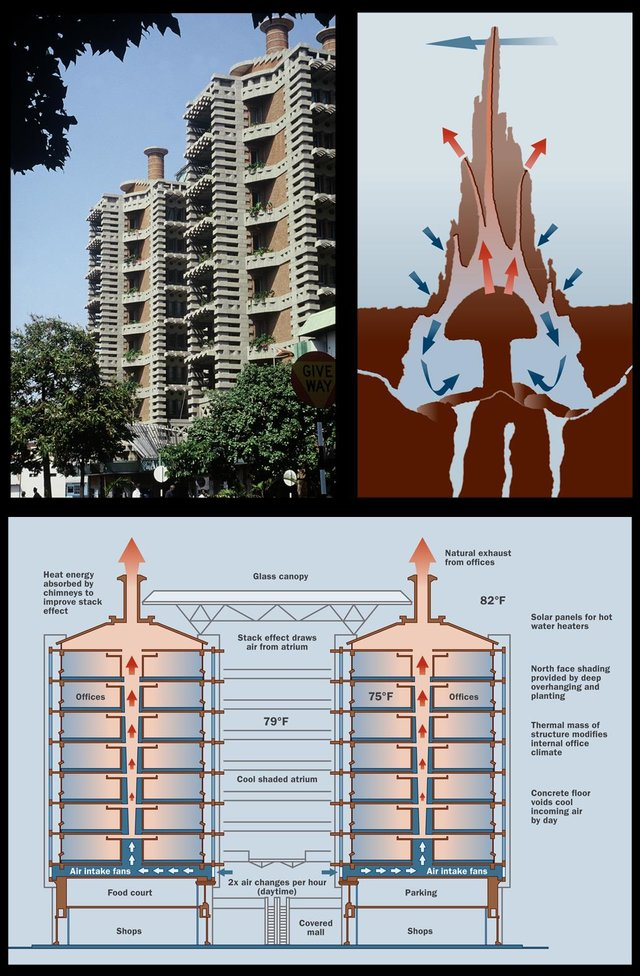 GIVE
WAY
Heat energy
absorbed by
chimneys to
improve stack
effect
Glass canopy
Natural exhaust
from offices
82°F
Solar panels for hot
water heaters
Stack effect draws
air from atrium
North face shading
provided by deep
overhanging and
planting
Offices
75°F
Offices
79°F
Thermal mass of
structure modifies
internal office
climate
Cool shaded atrium
Concrete floor
voids cool
incoming air
by day
Air intake fans
Air intake fans
2x air changes per hour
(daytime)
Food court
Parking
Shops
Covered
mall
Shops